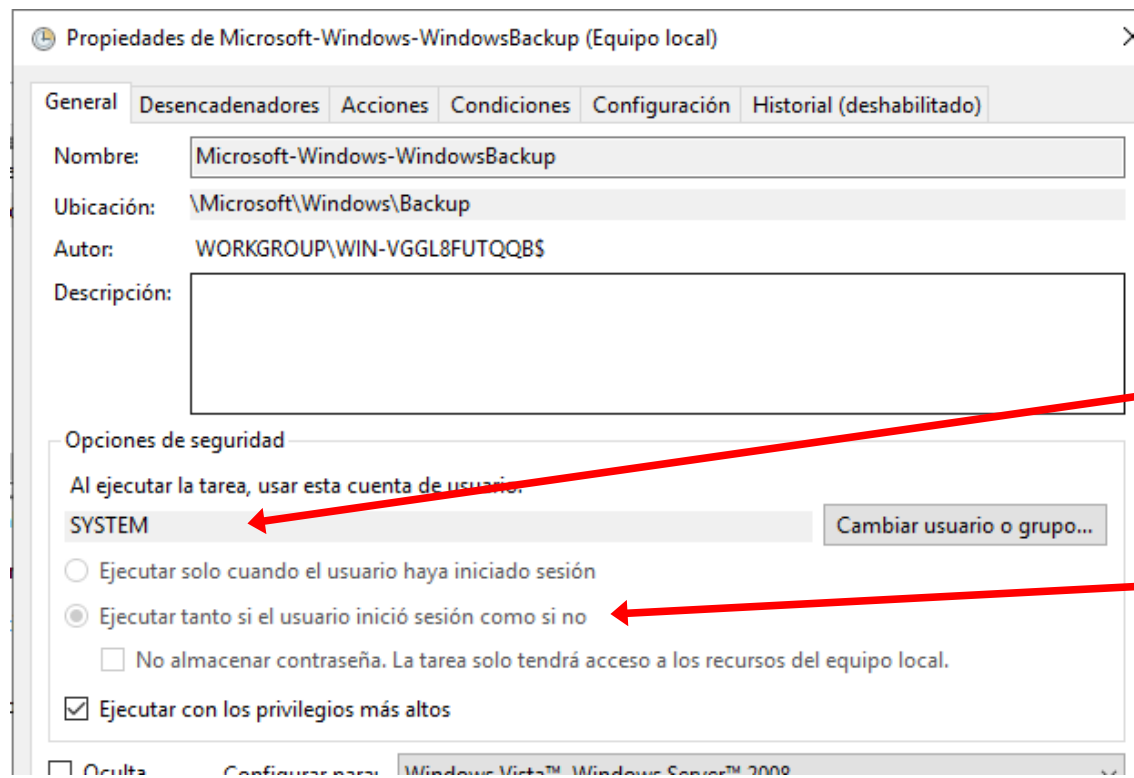 Propiedades de Microsoft-Windows-WindowsBackup (Equipo local)
General Desencadenadores Acciones Condiciones Configuración Historial (deshabilitado)
Nombre: Microsoft-Windows-WindowsBackup
Ubicación: \Microsoft\Windows\Backup
Autor: WORKGROUP\WIN-VGGL8FUTQQB$
Descripción:
Opciones de seguridad
Al ejecutar la tarea, usar esta cuenta de usuario:
SYSTEM Cambiar usuario o grupo...
Ejecutar solo cuando el usuario haya iniciado sesión
Ejecutar tanto si el usuario inició sesión como si no
No almacenar contraseña. La tarea solo tendrá acceso a los recursos del equipo local.
Ejecutar con los privilegios más altos
Oculta Configurar para: Windows Vista™, Windows Server™ 2008